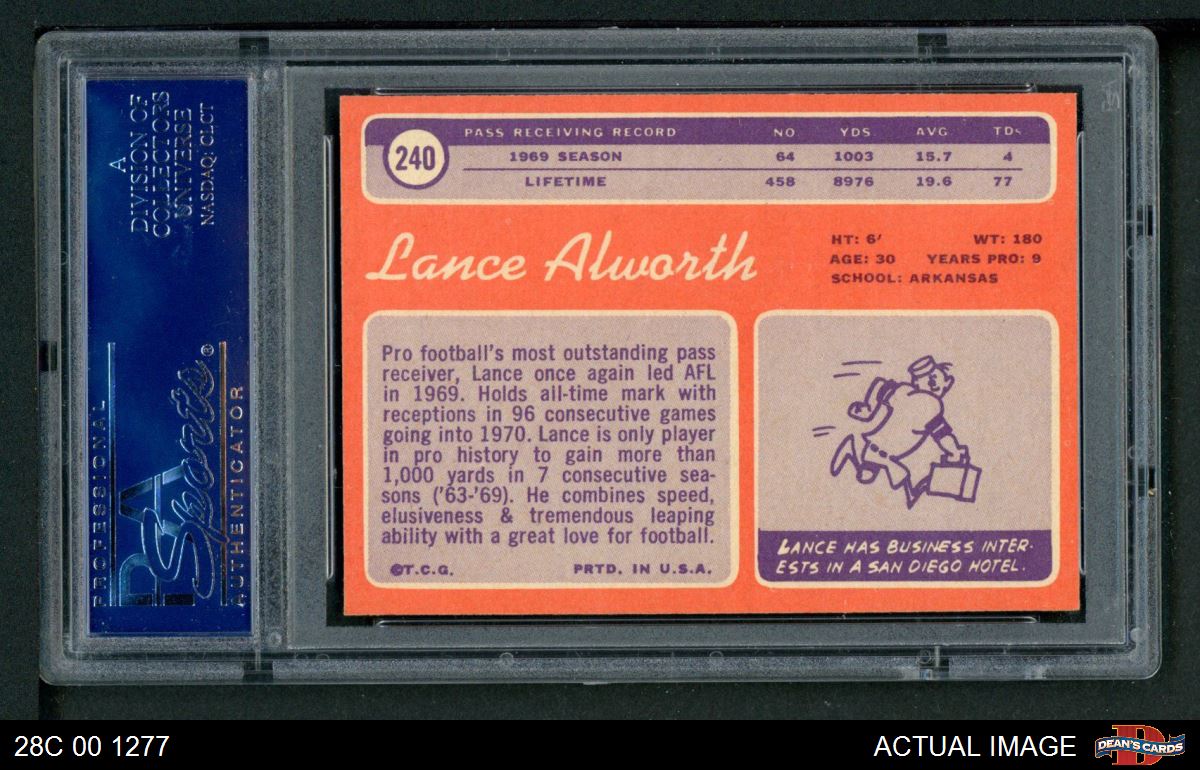 A
DIVISION OF
COLLECTORS
UNIVERSE
NASDAQ: CLCT
PROFESSIONAL
PSA
Sports®
AUTHENTICATOR
240
PASS RECEIVING RECORD NO YDS. AVG TDS
1969 SEASON 64 1003 15.7 4
LIFETIME 458 8976 19.6 77
Lance Alworth
HT: 6' WT: 180
AGE: 30 YEARS PRO: 9
SCHOOL: ARKANSAS
Pro football's most outstanding pass
receiver, Lance once again led AFL
in 1969. Holds all-time mark with
receptions in 96 consecutive games
going into 1970. Lance is only player
in pro history to gain more than
1,000 yards in 7 consecutive sea-
sons ('63-'69). He combines speed,
elusiveness & tremendous leaping
ability with a great love for football.
©T.C.G. PRTD. IN U.S.A.
LANCE HAS BUSINESS INTER-
ESTS IN A SAN DIEGO HOTEL.
28C 00 1277
ACTUAL IMAGE
D
DEAN'S CARDS